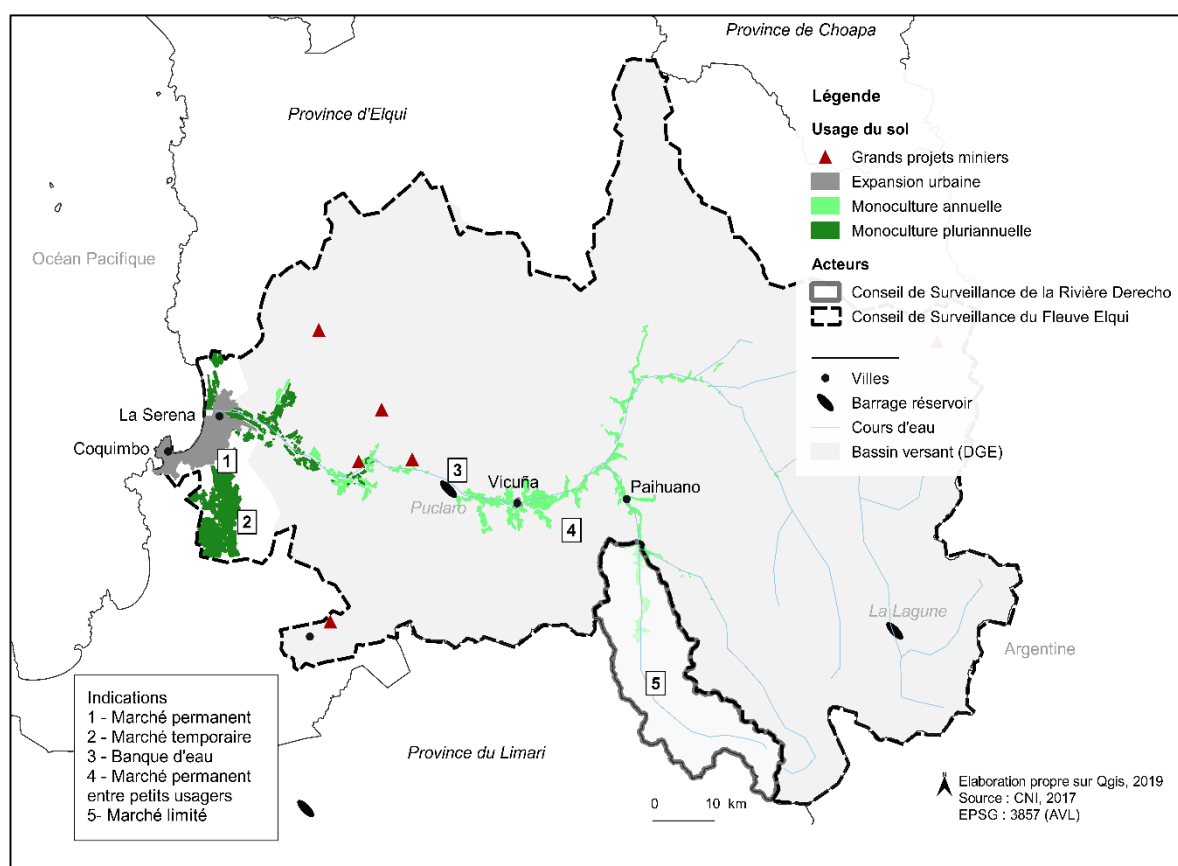 Province de Choapa
Province d'Elqui
Océan Pacifique
Légende
Usage du sol
Grands projets miniers
Expansion urbaine
Monoculture annuelle
Monoculture pluriannuelle
Acteurs
Conseil de Surveillance de la Rivière Derecho
Conseil de Surveillance du Fleuve Elqui
Villes
Barrage réservoir
Cours d'eau
Bassin versant (DGE)
La Serena
Coquimbo
1
2
3
Puclaro
Vicuña
4
Paihuano
La Lagune
Argentine
5
Province du Limari
Indications
1 - Marché permanent
2 - Marché temporaire
3 - Banque d'eau
4 - Marché permanent
entre petits usagers
5- Marché limité
0 10 km
Elaboration propre sur Qgis, 2019
Source : CNI, 2017
EPSG : 3857 (AVL)